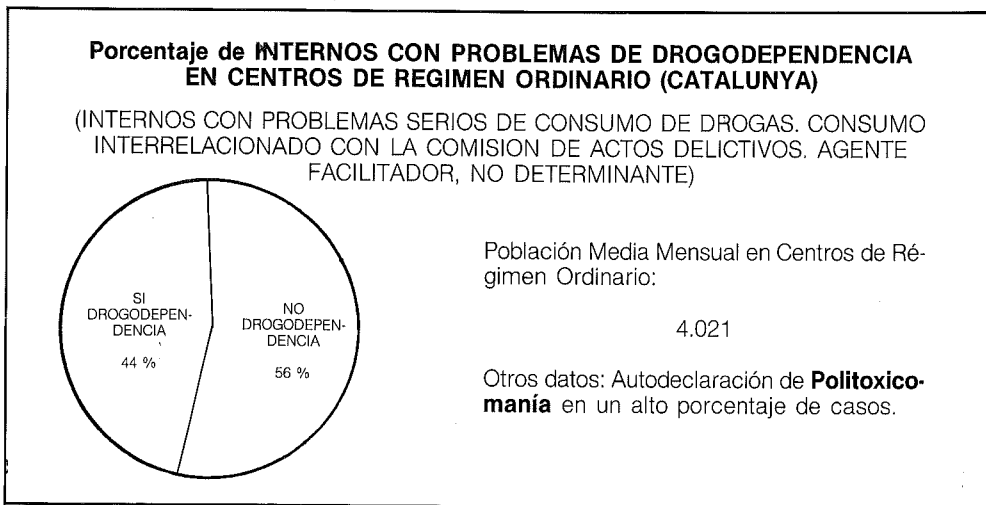 Porcentaje de INTERNOS CON PROBLEMAS DE DROGODEPENDENCIA
EN CENTROS DE REGIMEN ORDINARIO (CATALUNYA)
(INTERNOS CON PROBLEMAS SERIOS DE CONSUMO DE DROGAS. CONSUMO
INTERRELACIONADO CON LA COMISION DE ACTOS DELICTIVOS. AGENTE
FACILITADOR, NO DETERMINANTE)
SI
DROGODEPEN-
DENCIA
44 %
NO
DROGODEPEN-
DENCIA
56 %
Población Media Mensual en Centros de Ré-
gimen Ordinario:
4.021
Otros datos: Autodeclaración de Politoxico-
manía en un alto porcentaje de casos.